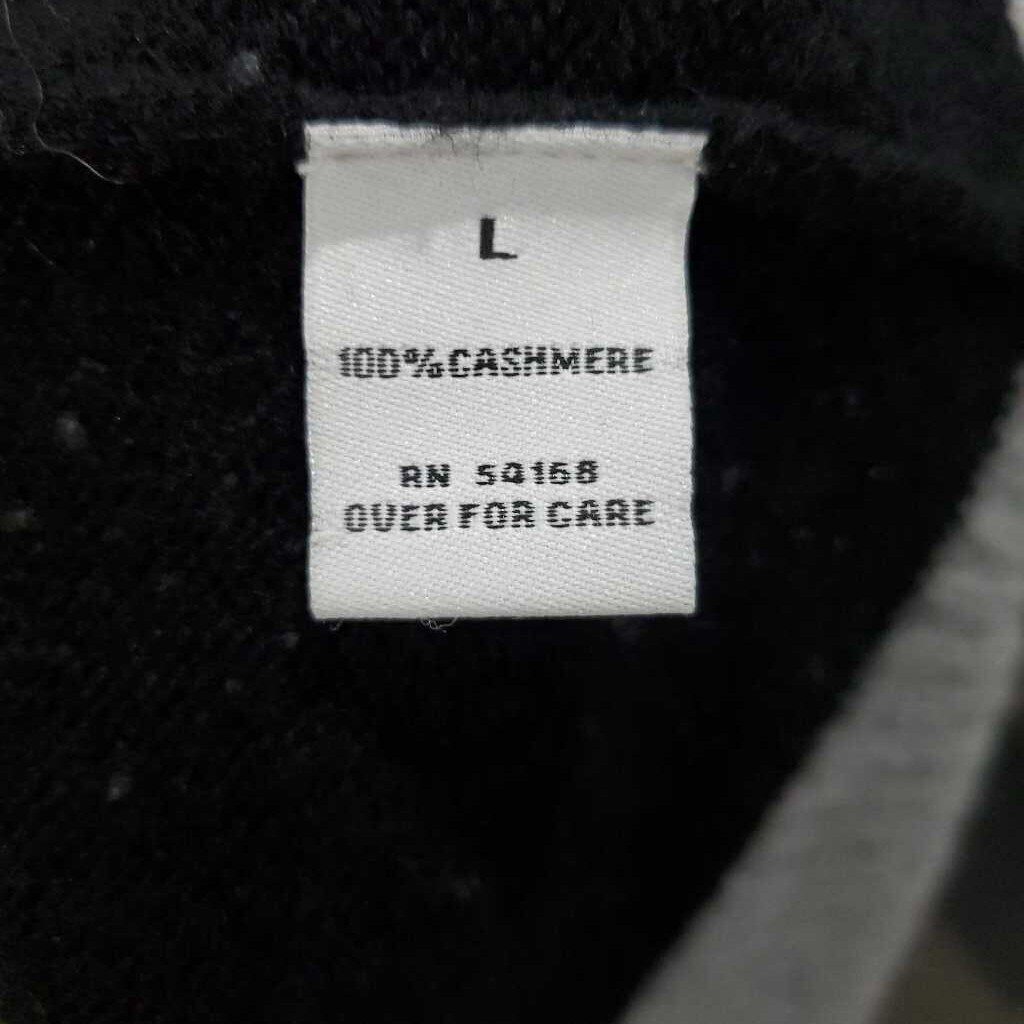 L
100% CASHMERE
RN 54168
OVER FOR CARE